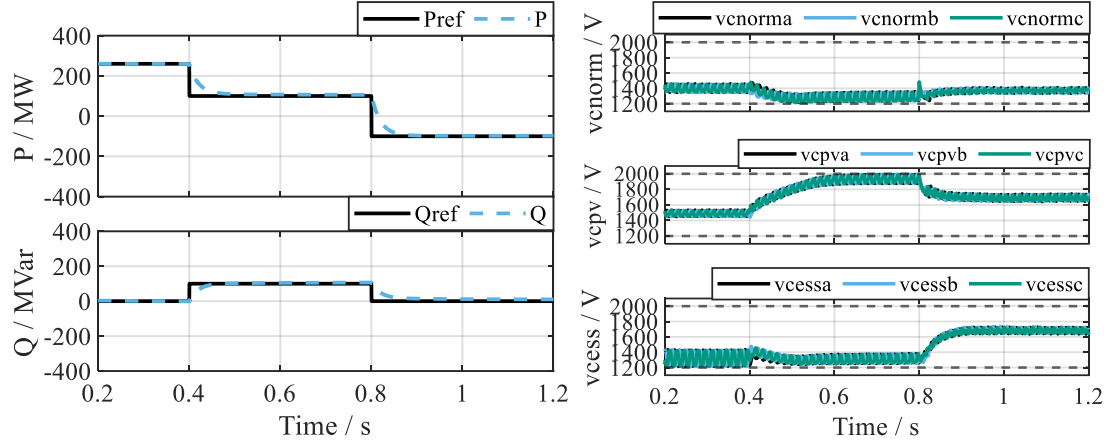 Pref P
400
200
0
-200
-400
P / MW
Qref Q
400
200
0
-200
-400
Q / MVar
0.2 0.4 0.6 0.8 1 1.2
Time / s
vcnorma vcnormb vcnormc
2000
1600
1400
1200
vcnorm / V
vcpva vcpvb vcpvc
2000
1800
1600
1400
1200
vcpv / V
vcessa vcessb vcessc
2000
1600
1400
1200
vcess / V
0.2 0.4 0.6 0.8 1 1.2
Time / s